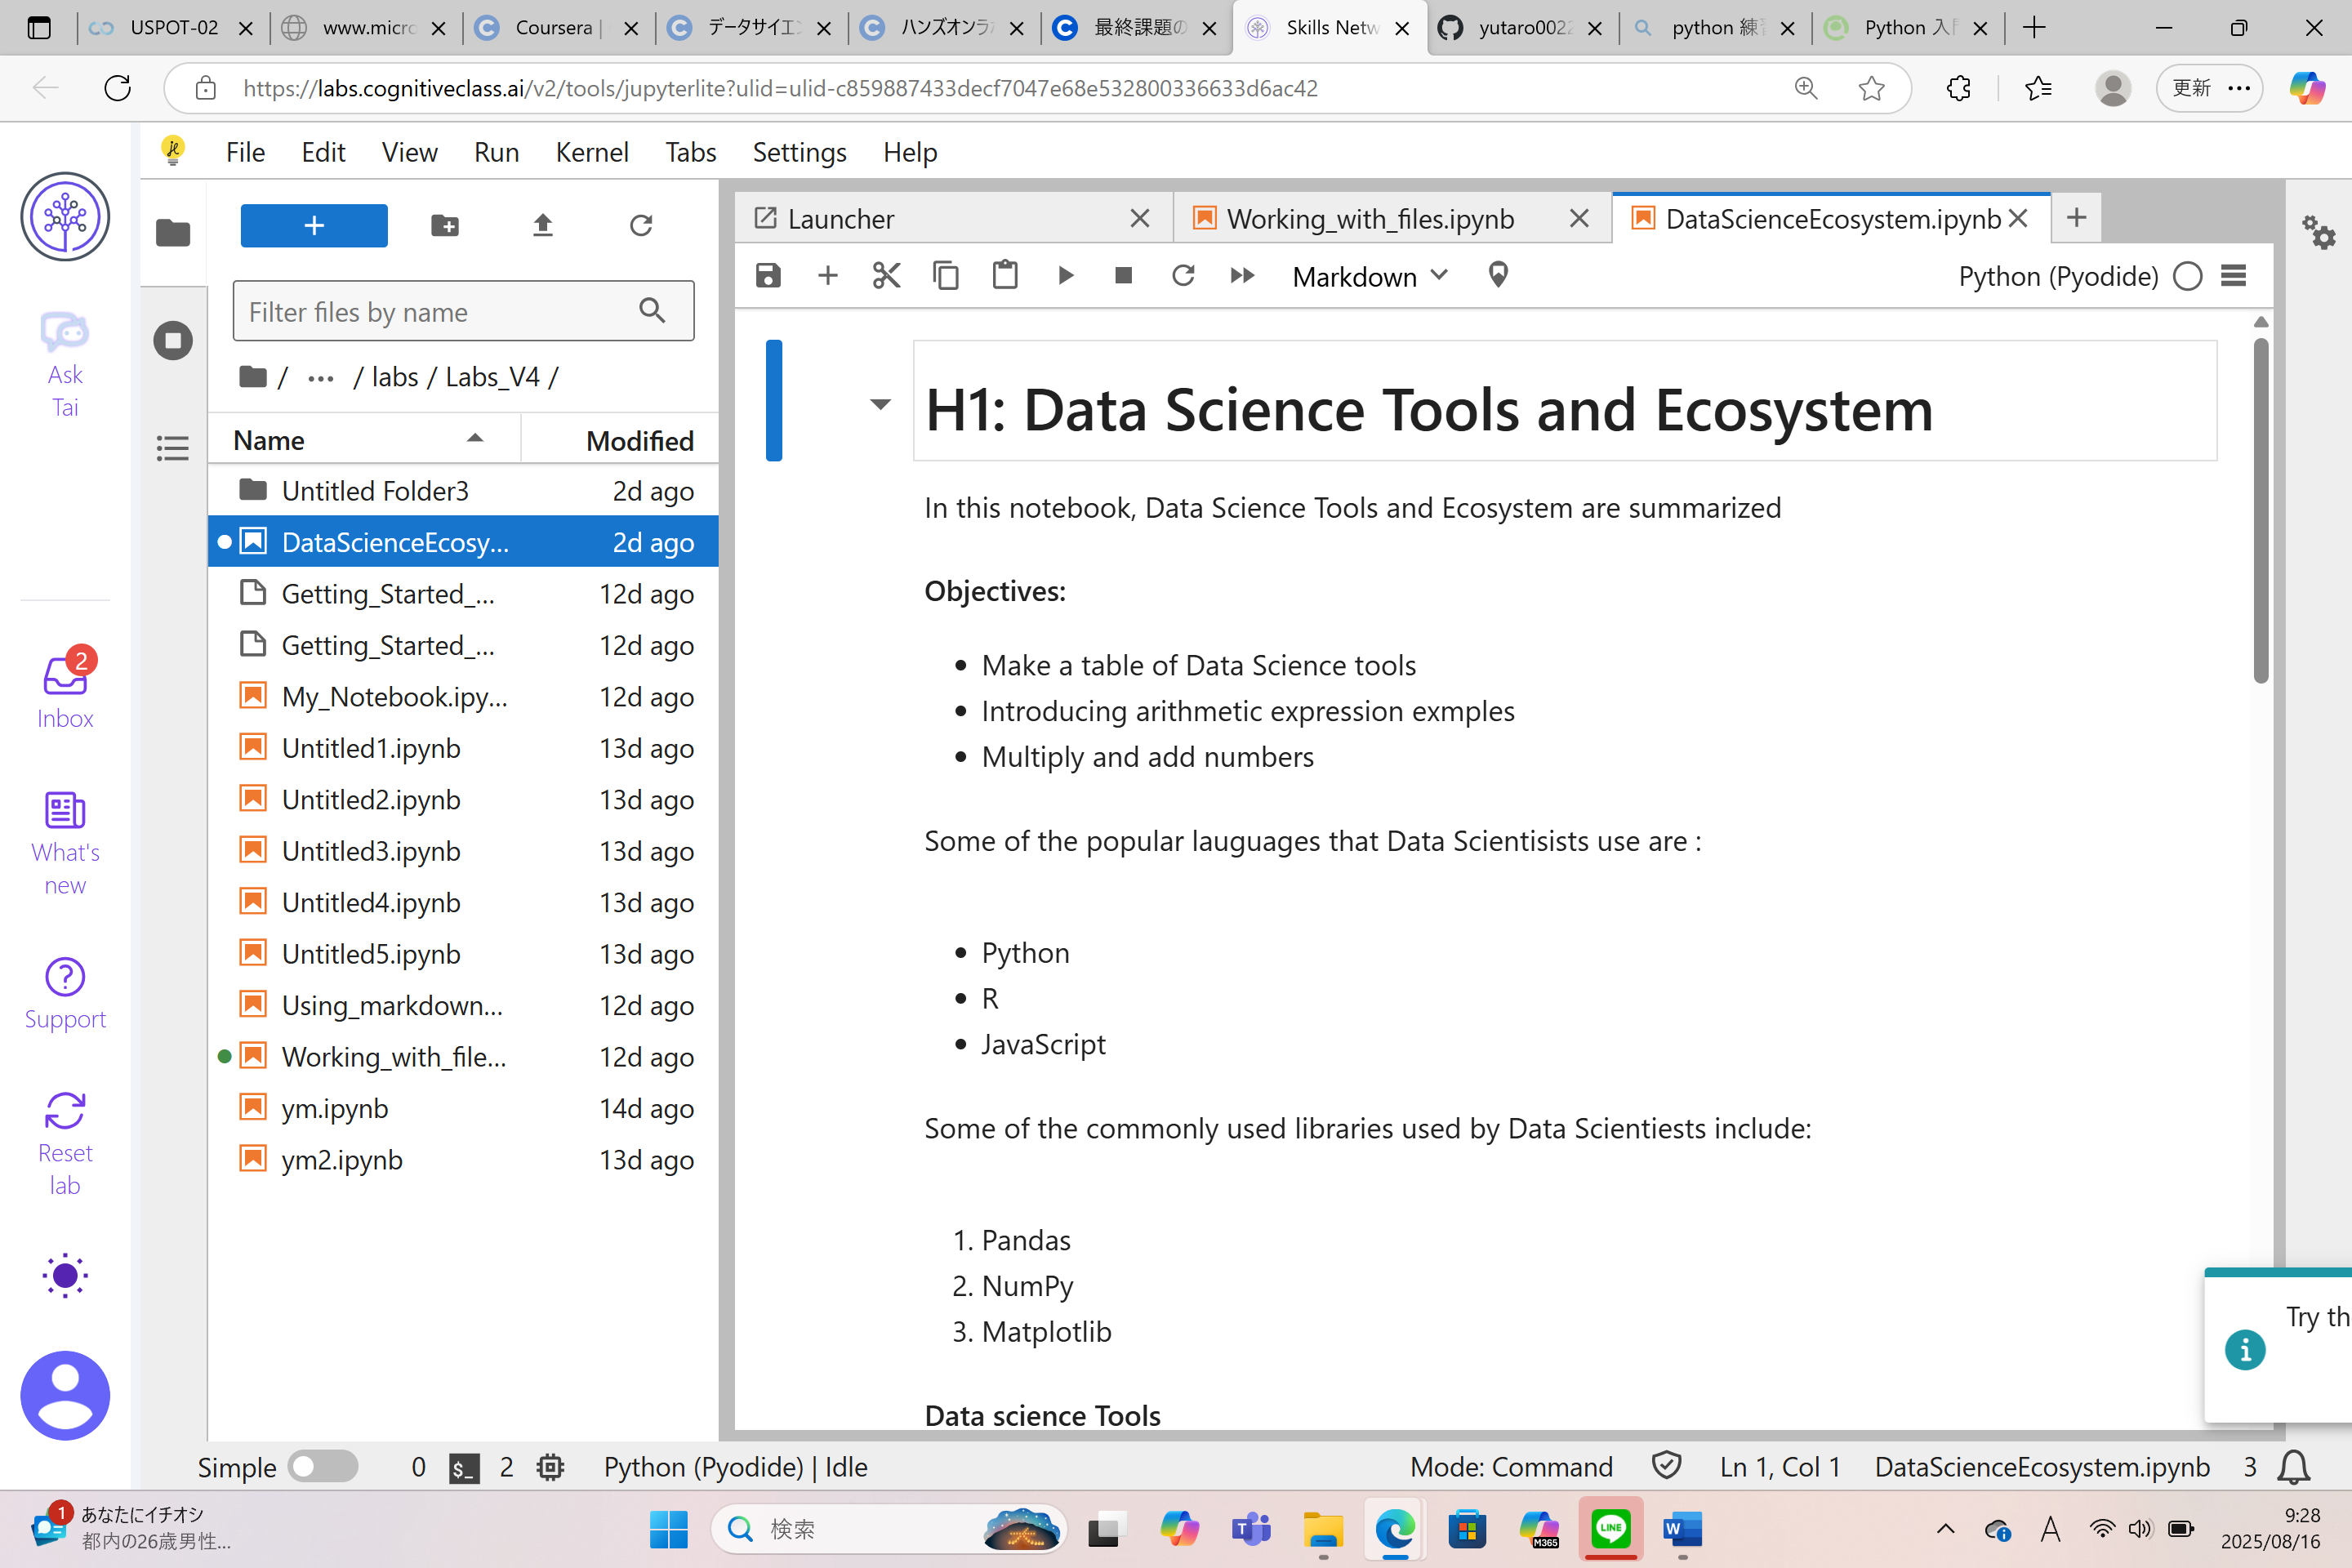 USPOT-02
www.micro
Coursera |
データサイエン
ハンズオンラ
最終課題の
Skills Netw
yutaro0022
python 練習
Python 入門
https://labs.cognitiveclass.ai/v2/tools/jupyterlite?ulid=ulid-c859887433decf7047e68e532800336633d6ac42
更新
File Edit View Run Kernel Tabs Settings Help
Ask
Tai
2
Inbox
What's
new
Support
Reset
lab
Filter files by name
/ ... / labs / Labs_V4 /
Name Modified
Untitled Folder3 2d ago
DataScienceEcosy... 2d ago
Getting_Started_... 12d ago
Getting_Started_... 12d ago
My_Notebook.ipy... 12d ago
Untitled1.ipynb 13d ago
Untitled2.ipynb 13d ago
Untitled3.ipynb 13d ago
Untitled4.ipynb 13d ago
Untitled5.ipynb 13d ago
Using_markdown... 12d ago
Working_with_file... 12d ago
ym.ipynb 14d ago
ym2.ipynb 13d ago
Launcher
Working_with_files.ipynb
DataScienceEcosystem.ipynb
Markdown
Python (Pyodide)
H1: Data Science Tools and Ecosystem
In this notebook, Data Science Tools and Ecosystem are summarized
Objectives:
• Make a table of Data Science tools
• Introducing arithmetic expression exmples
• Multiply and add numbers
Some of the popular lauguages that Data Scientisists use are :
• Python
• R
• JavaScript
Some of the commonly used libraries used by Data Scientiests include:
1. Pandas
2. NumPy
3. Matplotlib
Data science Tools
Try th
Simple 0 $_ 2 Python (Pyodide) | Idle
Mode: Command Ln 1, Col 1 DataScienceEcosystem.ipynb 3
1
あなたにイチオシ
都内の26歳男性...
検索
M365
LINE
W
A
9:28
2025/08/16